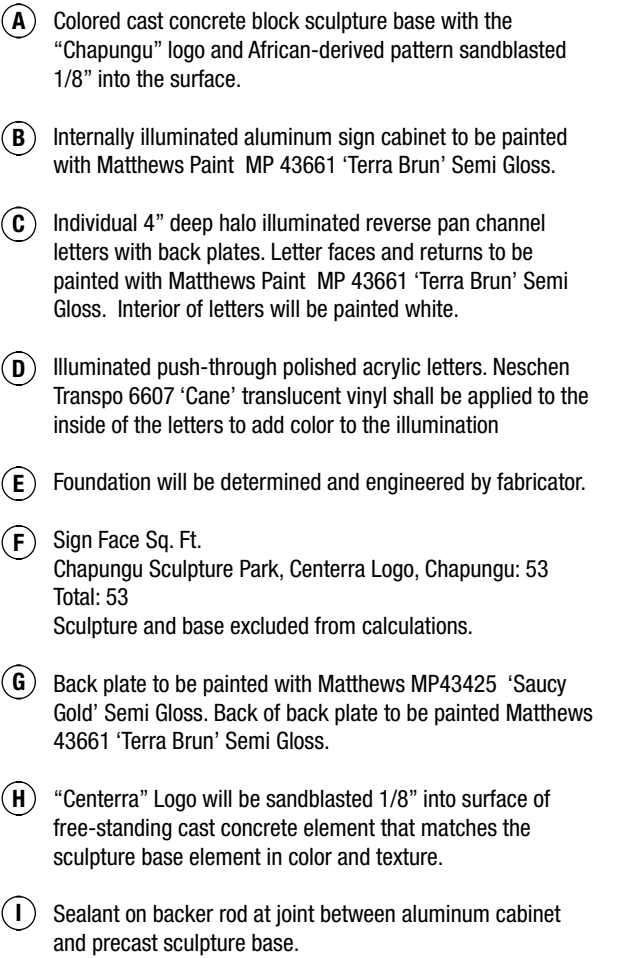 A Colored cast concrete block sculpture base with the
“Chapungu” logo and African-derived pattern sandblasted
1/8” into the surface.
B Internally illuminated aluminum sign cabinet to be painted
with Matthews Paint  MP 43661 ‘Terra Brun’ Semi Gloss.
C Individual 4” deep halo illuminated reverse pan channel
letters with back plates. Letter faces and returns to be
painted with Matthews Paint  MP 43661 ‘Terra Brun’ Semi
Gloss.  Interior of letters will be painted white.
D Illuminated push-through polished acrylic letters. Neschen
Transpo 6607 ‘Cane’ translucent vinyl shall be applied to the
inside of the letters to add color to the illumination
E Foundation will be determined and engineered by fabricator.
F Sign Face Sq. Ft.
Chapungu Sculpture Park, Centerra Logo, Chapungu: 53
Total: 53
Sculpture and base excluded from calculations.
G Back plate to be painted with Matthews MP43425  ‘Saucy
Gold’ Semi Gloss. Back of back plate to be painted Matthews
43661 ‘Terra Brun’ Semi Gloss.
H “Centerra” Logo will be sandblasted 1/8” into surface of
free-standing cast concrete element that matches the
sculpture base element in color and texture.
I Sealant on backer rod at joint between aluminum cabinet
and precast sculpture base.